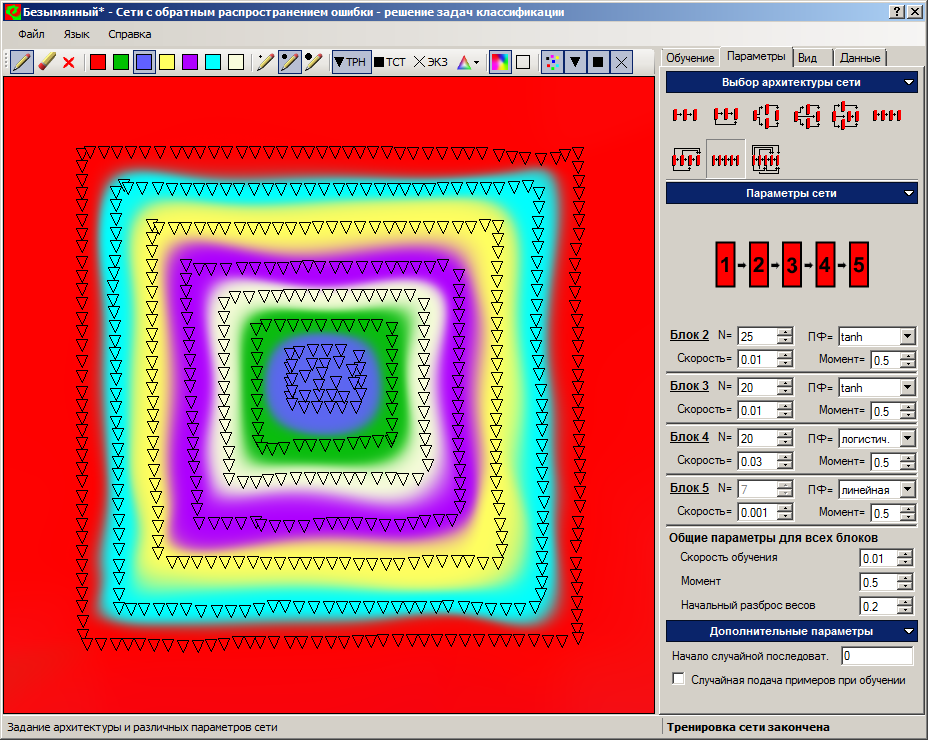 Безымянный* - Сети с обратным распространением ошибки - решение задач классификации
Файл Язык Справка
ТРН ТСТ ЭКЗ
Обучение Параметры Вид Данные
Выбор архитектуры сети
Параметры сети
1 2 3 4 5
Блок 2 N= 25 ПФ= tanh
Скорость= 0.01 Момент= 0.5
Блок 3 N= 20 ПФ= tanh
Скорость= 0.01 Момент= 0.5
Блок 4 N= 20 ПФ= логистич.
Скорость= 0.03 Момент= 0.5
Блок 5 N= 7 ПФ= линейная
Скорость= 0.001 Момент= 0.5
Общие параметры для всех блоков
Скорость обучения 0.01
Момент 0.5
Начальный разброс весов 0.2
Дополнительные параметры
Начало случайной последоват. 0
Случайная подача примеров при обучении
Задание архитектуры и различных параметров сети
Тренировка сети закончена